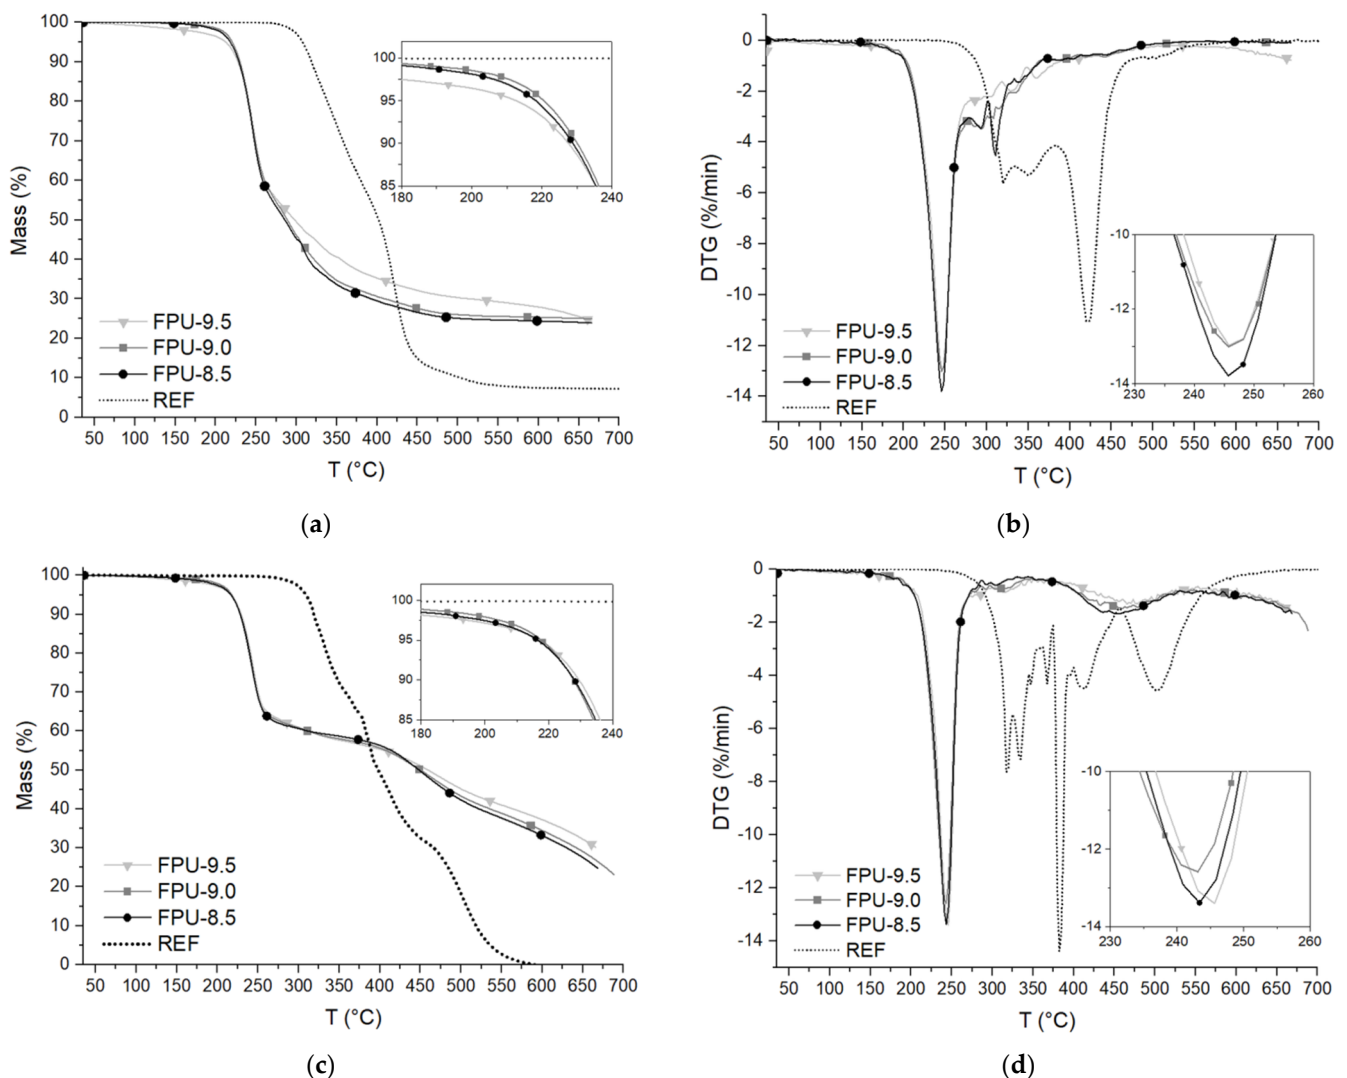 100
90
80
70
60
50
40
30
20
10
0
Mass (%)
50 100 150 200 250 300 350 400 450 500 550 600 650 700
T (°C)
FPU-9.5
FPU-9.0
FPU-8.5
REF
100
95
90
85
180 200 220 240
(a)
0
-2
-4
-6
-8
-10
-12
-14
DTG (%/min)
50 100 150 200 250 300 350 400 450 500 550 600 650 700
T (°C)
FPU-9.5
FPU-9.0
FPU-8.5
REF
-10
-12
-14
230 240 250 260
(b)
100
90
80
70
60
50
40
30
20
10
0
Mass (%)
50 100 150 200 250 300 350 400 450 500 550 600 650 700
T (°C)
FPU-9.5
FPU-9.0
FPU-8.5
REF
100
95
90
85
180 200 220 240
(c)
0
-2
-4
-6
-8
-10
-12
-14
DTG (%/min)
50 100 150 200 250 300 350 400 450 500 550 600 650 700
T (°C)
FPU-9.5
FPU-9.0
FPU-8.5
REF
-10
-12
-14
230 240 250 260
(d)